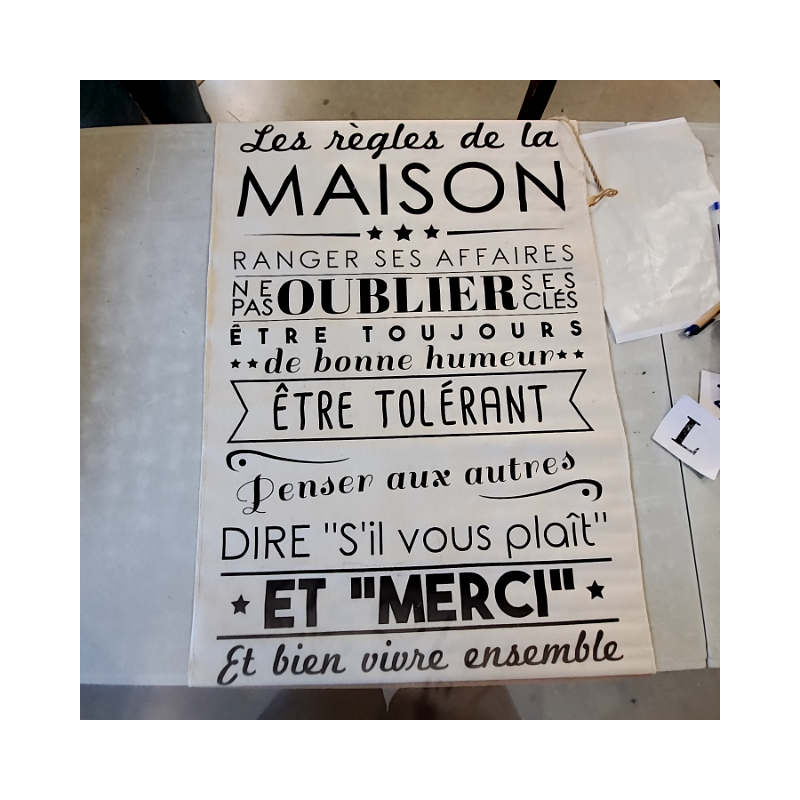 Les règles de la
MAISON
RANGER SES AFFAIRES
NE PAS OUBLIER SES CLÉS
ÊTRE TOUJOURS
de bonne humeur
ÊTRE TOLÉRANT
Penser aux autres
DIRE "S'il vous plaît"
ET "MERCI"
Et bien vivre ensemble
L